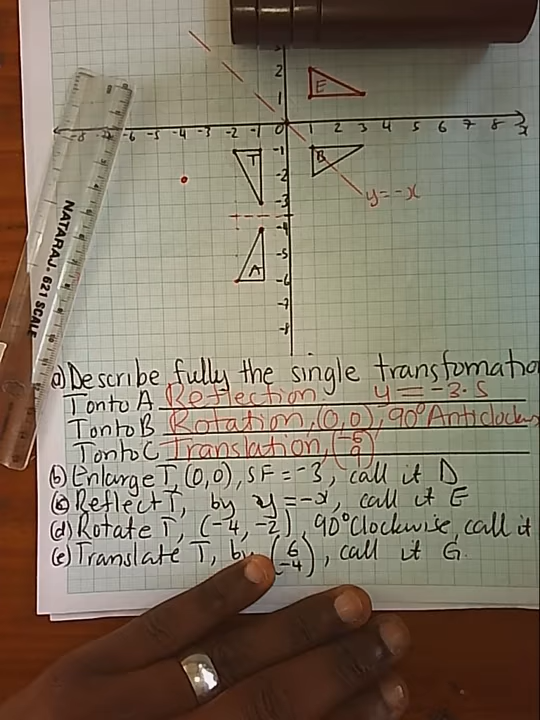 2
E
1
-8 -6 -5 -4 -3 -2 -1 0 1 2 3 4 5 6 7 8 x
-1
T
B
-2
y=-x
-3
-4
A
-5
-6
-7
-8
NATARAJ. 621 SCALE
a) Describe fully the single transfomatio
T onto A Reflection y = -3.5
T onto B Rotation, (0,0), 90° Anticlockw
T onto C Translation, (-6 9)
(b) Enlarge T, (0,0), SF = -3, call it D
(c) Reflect T, by y = -x, call it E
(d) Rotate T, (-4, -2), 90° Clockwise, call it
(e) Translate T, by (6 -4), call it G.